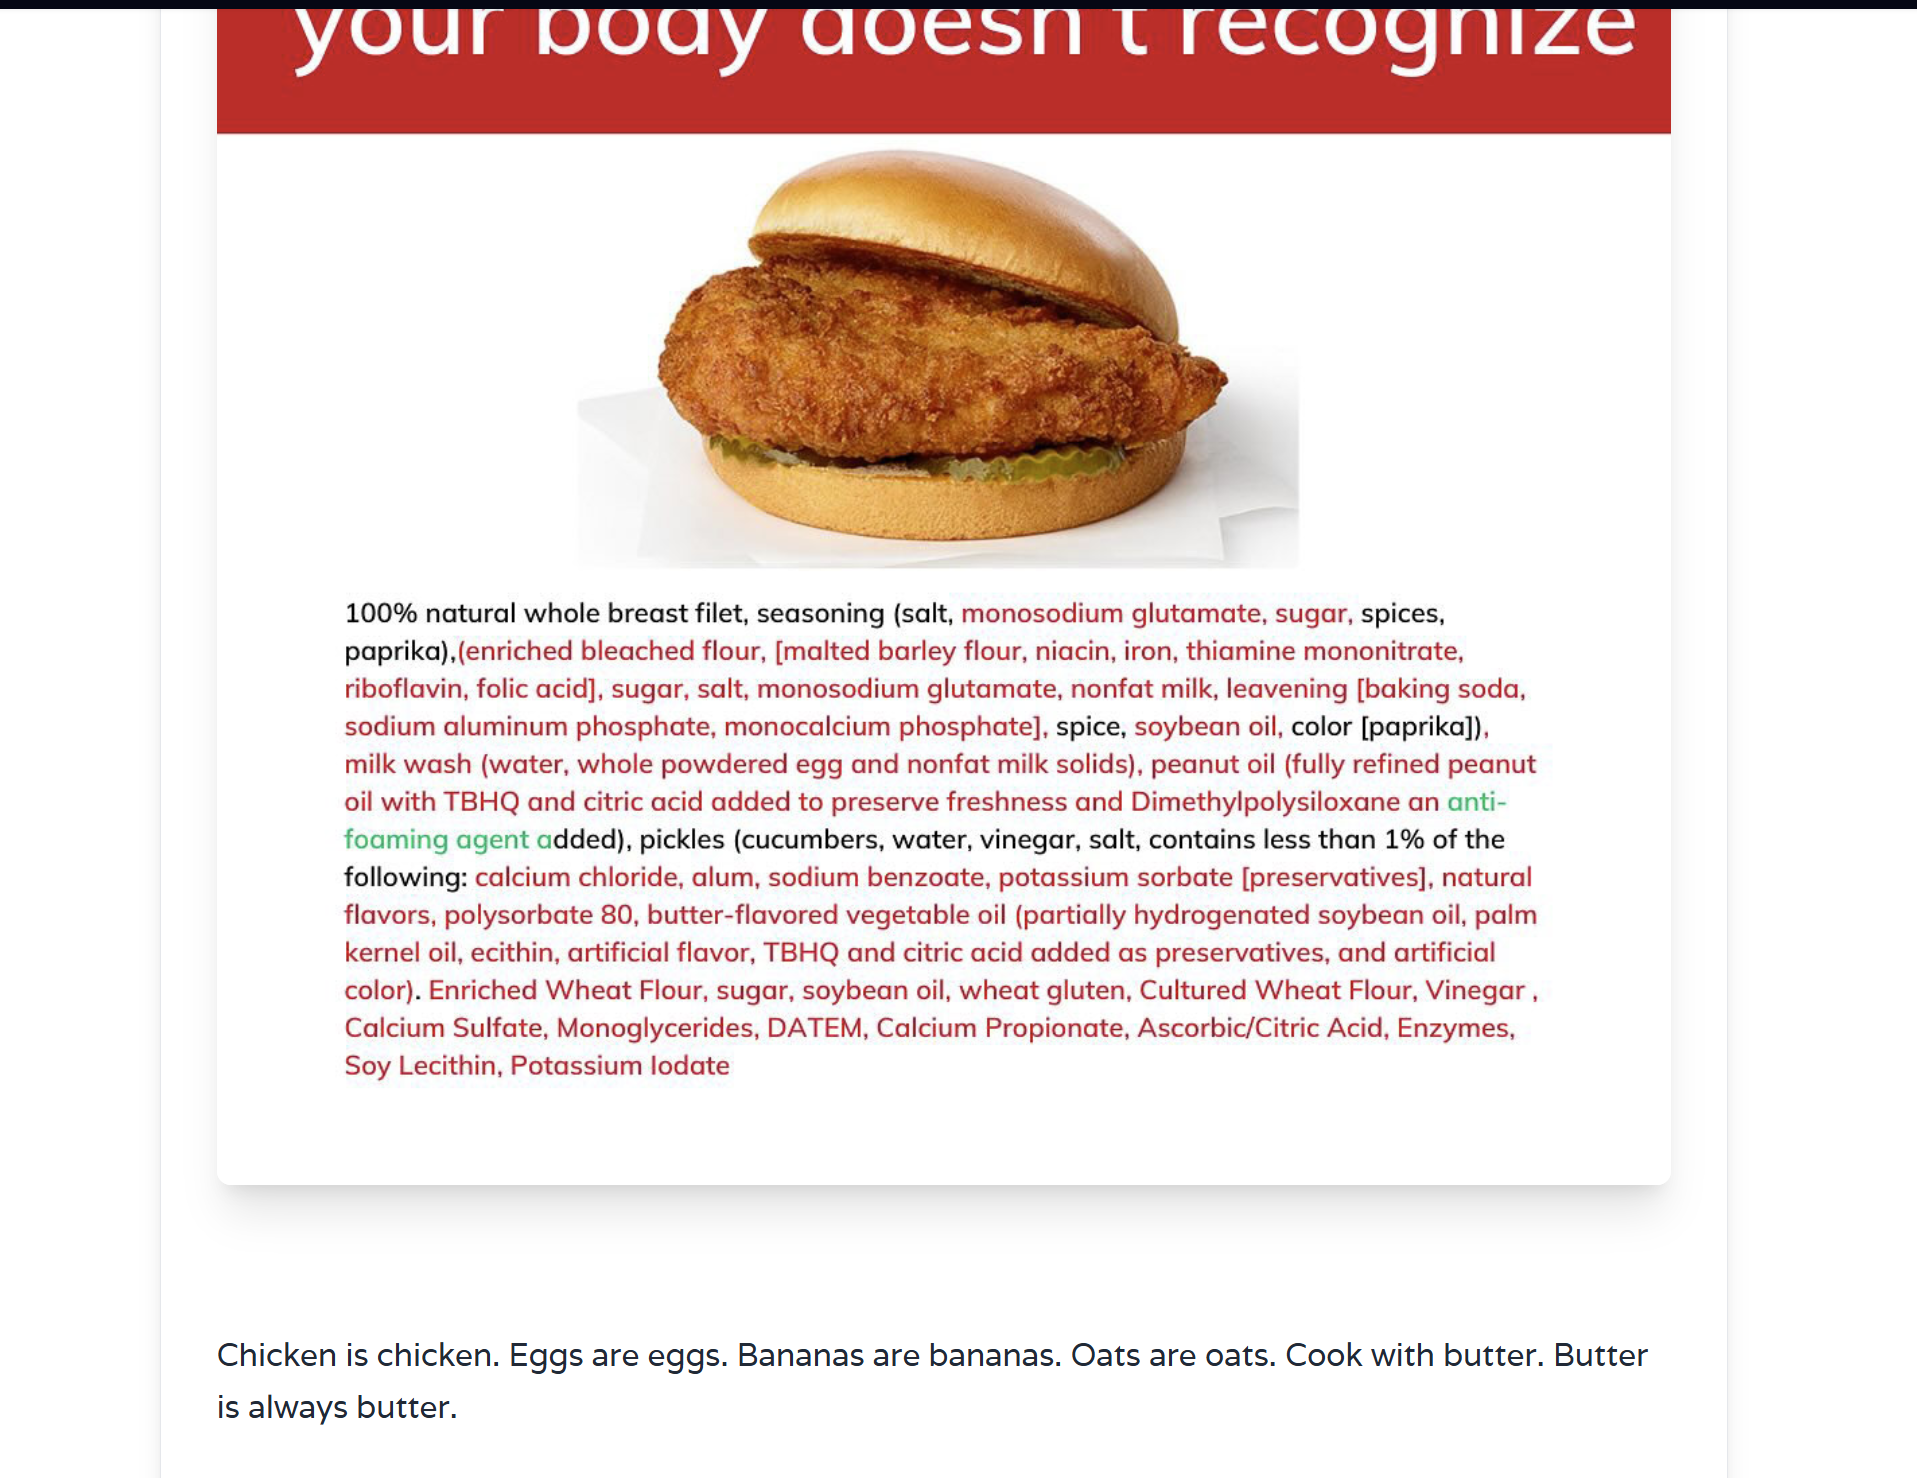 your body doesn't recognize
100% natural whole breast filet, seasoning (salt, monosodium glutamate, sugar, spices,
paprika),(enriched bleached flour, [malted barley flour, niacin, iron, thiamine mononitrate,
riboflavin, folic acid], sugar, salt, monosodium glutamate, nonfat milk, leavening [baking soda,
sodium aluminum phosphate, monocalcium phosphate], spice, soybean oil, color [paprika]),
milk wash (water, whole powdered egg and nonfat milk solids), peanut oil (fully refined peanut
oil with TBHQ and citric acid added to preserve freshness and Dimethylpolysiloxane an anti-
foaming agent added), pickles (cucumbers, water, vinegar, salt, contains less than 1% of the
following: calcium chloride, alum, sodium benzoate, potassium sorbate [preservatives], natural
flavors, polysorbate 80, butter-flavored vegetable oil (partially hydrogenated soybean oil, palm
kernel oil, ecithin, artificial flavor, TBHQ and citric acid added as preservatives, and artificial
color). Enriched Wheat Flour, sugar, soybean oil, wheat gluten, Cultured Wheat Flour, Vinegar ,
Calcium Sulfate, Monoglycerides, DATEM, Calcium Propionate, Ascorbic/Citric Acid, Enzymes,
Soy Lecithin, Potassium Iodate
Chicken is chicken. Eggs are eggs. Bananas are bananas. Oats are oats. Cook with butter. Butter
is always butter.